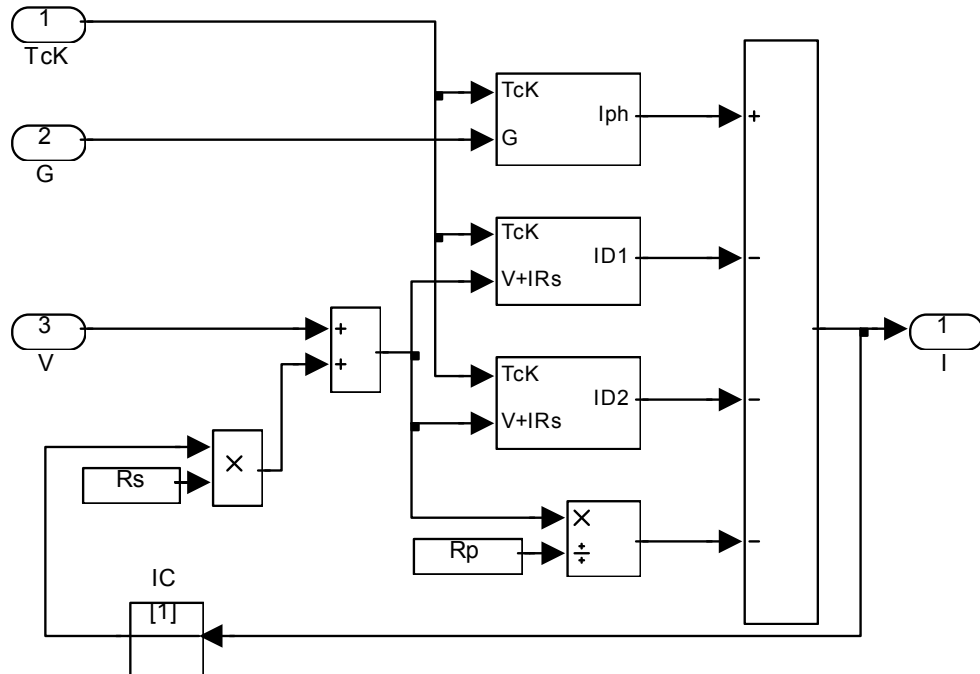 1
TcK
2
G
3
V
TcK
G
Iph
+
TcK
V+IRs
ID1
−
+
+
TcK
V+IRs
ID2
−
1
I
Rs
×
Rp
×
÷
−
IC
[1]